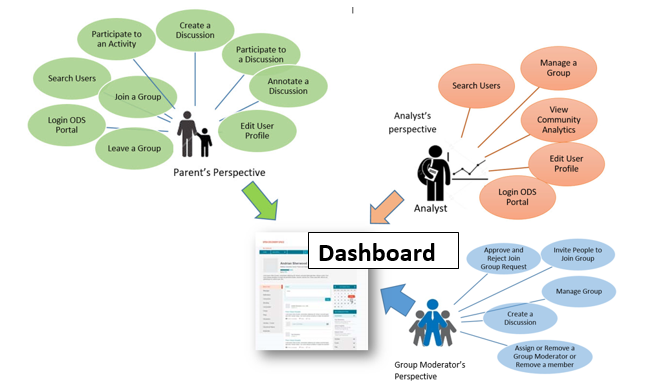 Create a
Discussion
Participate to
an Activity
Participate to
a Discussion
Search Users
Join a Group
Annotate a
Discussion
Login ODS
Portal
Leave a Group
Edit User
Profile
Parent's Perspective
Manage a
Group
Search Users
Analyst's
perspective
View
Community
Analytics
Edit User
Profile
Login ODS
Portal
Analyst
Dashboard
Approve and
Reject Join
Group Request
Invite People to
Join Group
Manage Group
Create a
Discussion
Assign or Remove a
Group Moderator or
Remove a member
Group Moderator's
Perspective